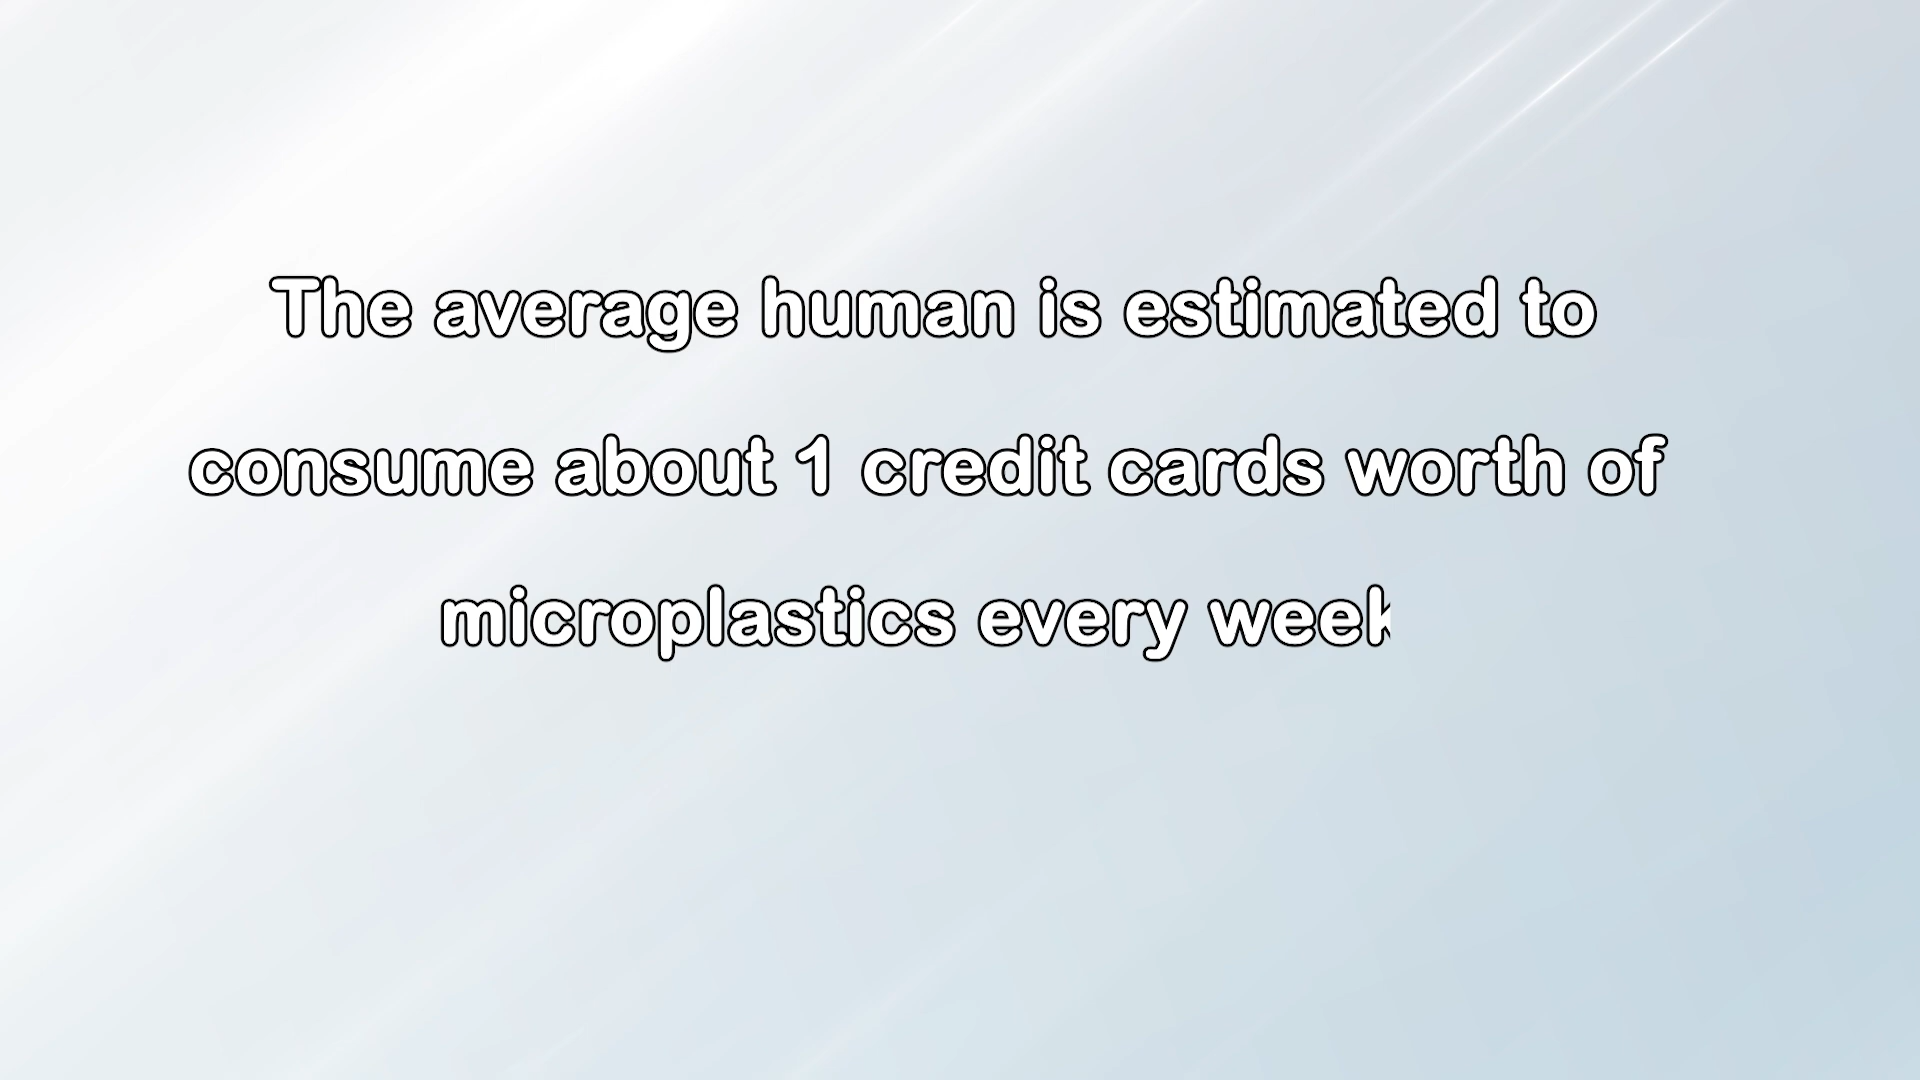 The average human is estimated to
consume about 1 credit cards worth of
microplastics every week